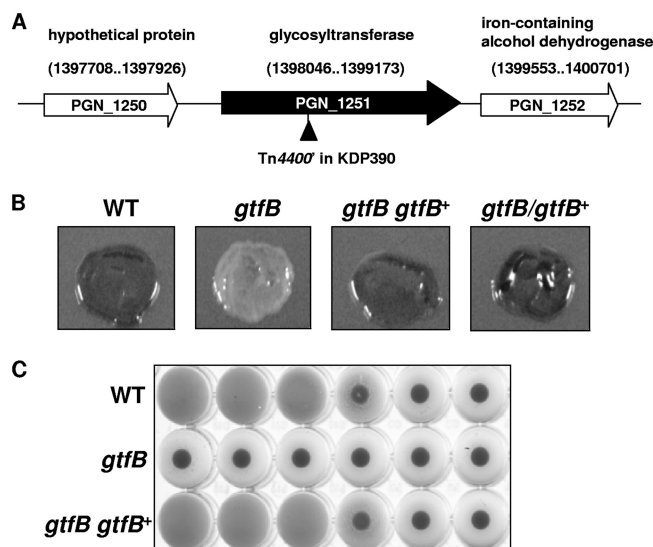 A
hypothetical protein
(1397708..1397926)
glycosyltransferase
(1398046..1399173)
iron-containing
alcohol dehydrogenase
(1399553..1400701)
PGN_1250
PGN_1251
PGN_1252
Tn4400' in KDP390
B
WT
gtfB
gtfB gtfB+
gtfB/gtfB+
C
WT
gtfB
gtfB gtfB+